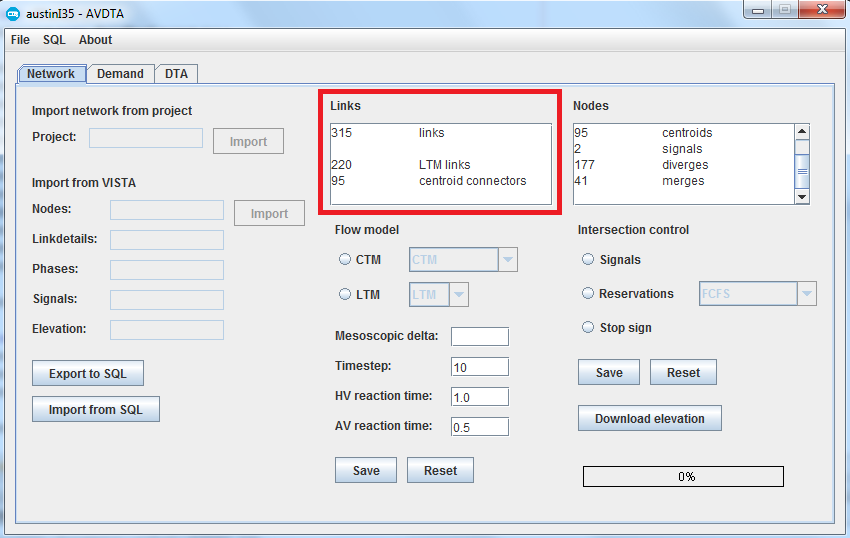 austinI35 - AVDTA
File SQL About
Network Demand DTA
Import network from project
Project: Import
Import from VISTA
Nodes: Import
Linkdetails:
Phases:
Signals:
Elevation:
Export to SQL
Import from SQL
Links
315 links
220 LTM links
95 centroid connectors
Flow model
CTM CTM
LTM LTM
Mesoscopic delta:
Timestep: 10
HV reaction time: 1.0
AV reaction time: 0.5
Save Reset
Nodes
95 centroids
2 signals
177 diverges
41 merges
Intersection control
Signals
Reservations FCFS
Stop sign
Save Reset
Download elevation
0%